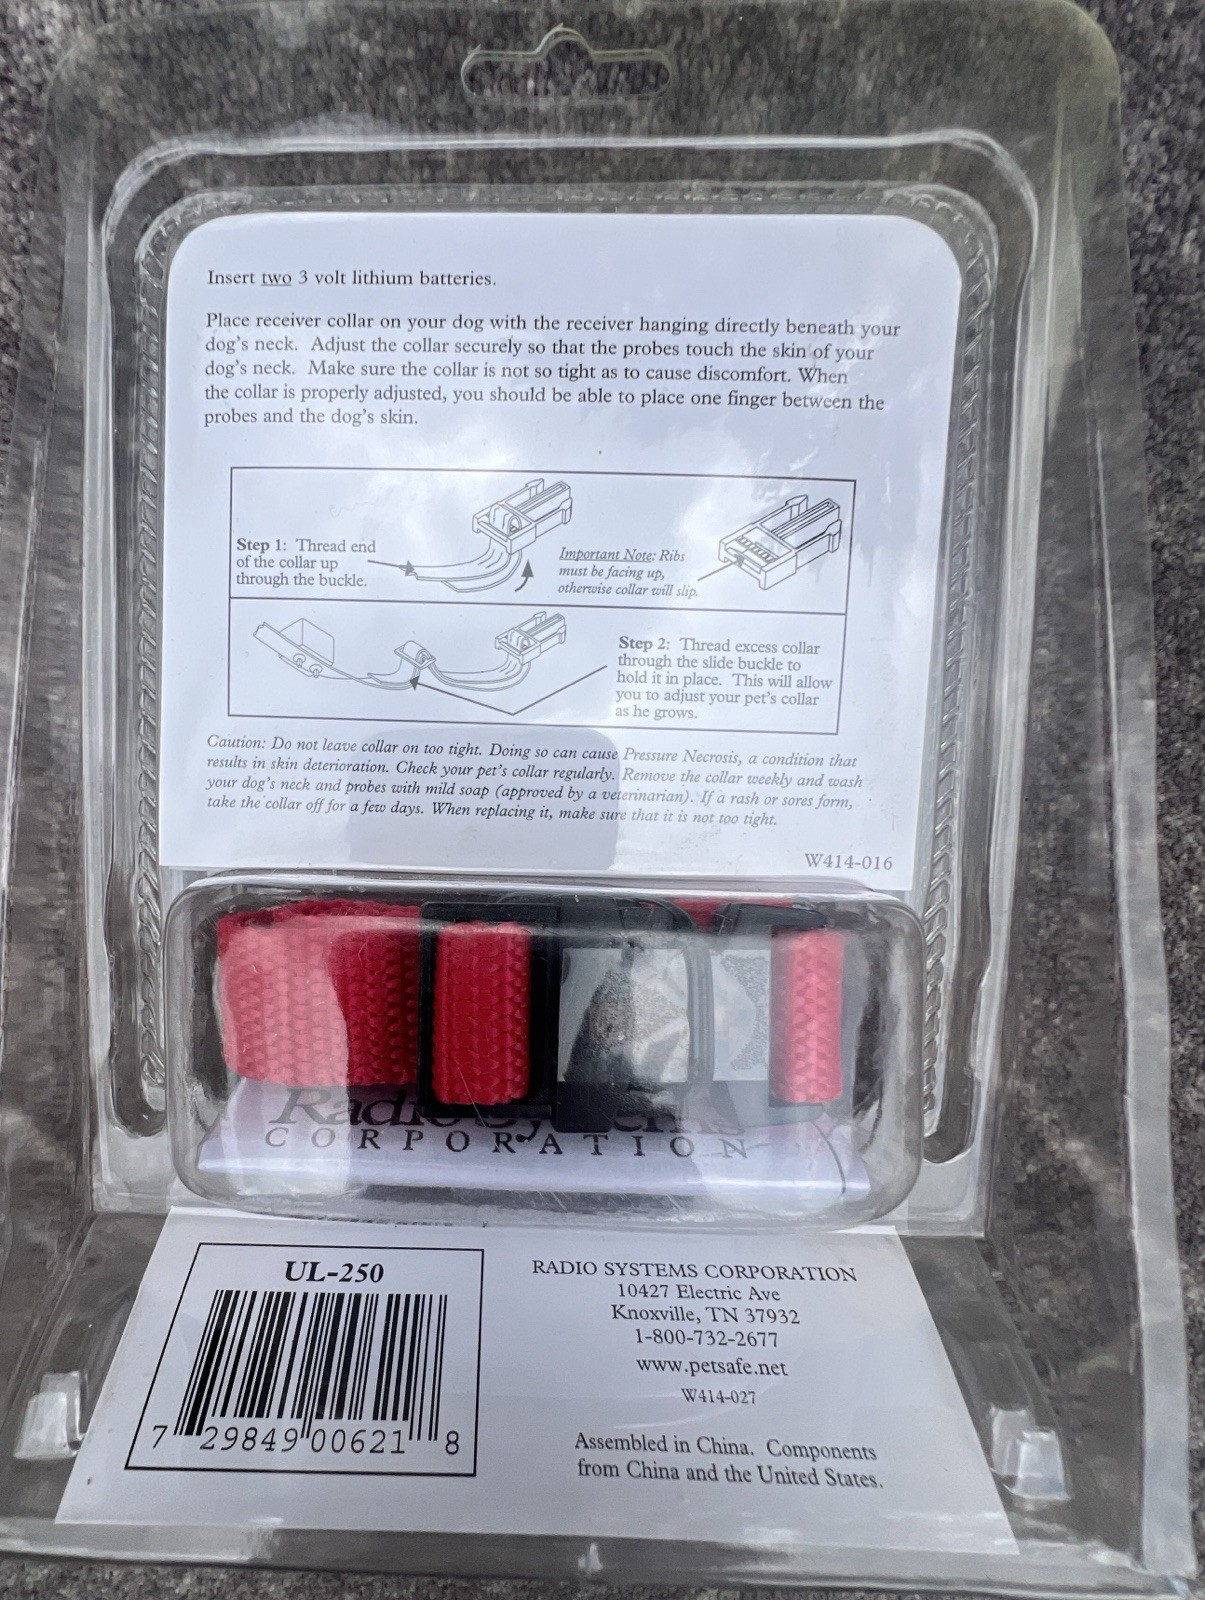 Insert two 3 volt lithium batteries.
Place receiver collar on your dog with the receiver hanging directly beneath your
dog's neck. Adjust the collar securely so that the probes touch the skin of your
dog's neck. Make sure the collar is not so tight as to cause discomfort. When
the collar is properly adjusted, you should be able to place one finger between the
probes and the dog's skin.
Step 1: Thread end
of the collar up
through the buckle.
Important Note: Ribs
must be facing up,
otherwise collar will slip.
Step 2: Thread excess collar
through the slide buckle to
hold it in place. This will allow
you to adjust your pet's collar
as he grows.
Caution: Do not leave collar on too tight. Doing so can cause Pressure Necrosis, a condition that
results in skin deterioration. Check your pet's collar regularly. Remove the collar weekly and wash
your dog's neck and probes with mild soap (approved by a veterinarian). If a rash or sores form,
take the collar off for a few days. When replacing it, make sure that it is not too tight.
W414-016
Radio Systems
CORPORATION
UL-250
7 29849 00621 8
RADIO SYSTEMS CORPORATION
10427 Electric Ave
Knoxville, TN 37932
1-800-732-2677
www.petsafe.net
W414-027
Assembled in China. Components
from China and the United States.